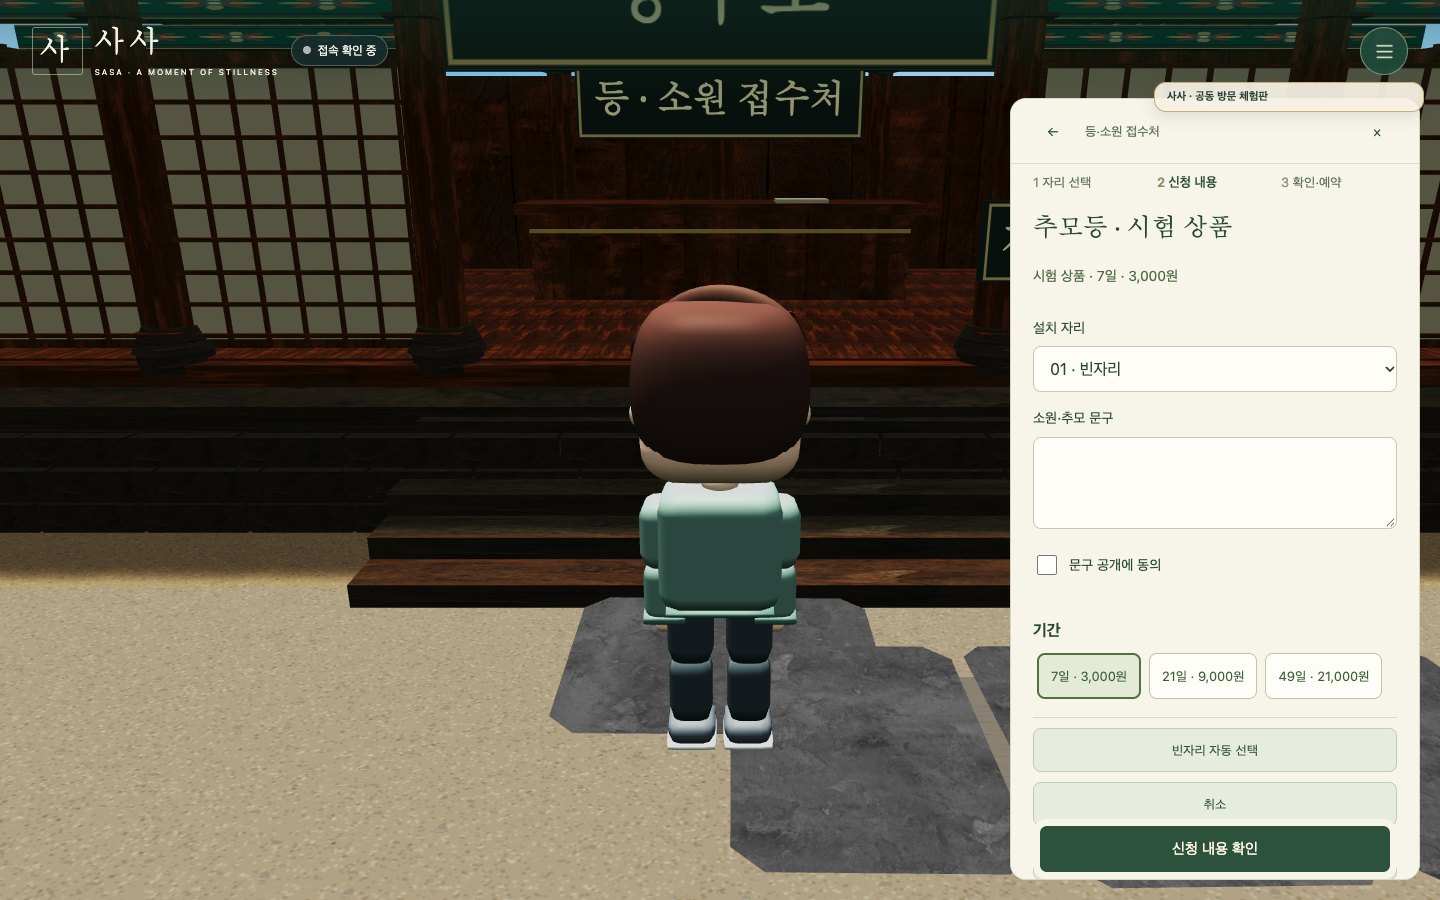 사
사사
SASA · A MOMENT OF STILLNESS
접속 확인 중
등·소원 접수처
사사 · 공동 방문 체험판
← 등·소원 접수처 ×
1 자리 선택 2 신청 내용 3 확인·예약
추모등 · 시험 상품
시험 상품 · 7일 · 3,000원
설치 자리
01 · 빈자리
소원·추모 문구
문구 공개에 동의
기간
7일 · 3,000원 21일 · 9,000원 49일 · 21,000원
빈자리 자동 선택
취소
신청 내용 확인